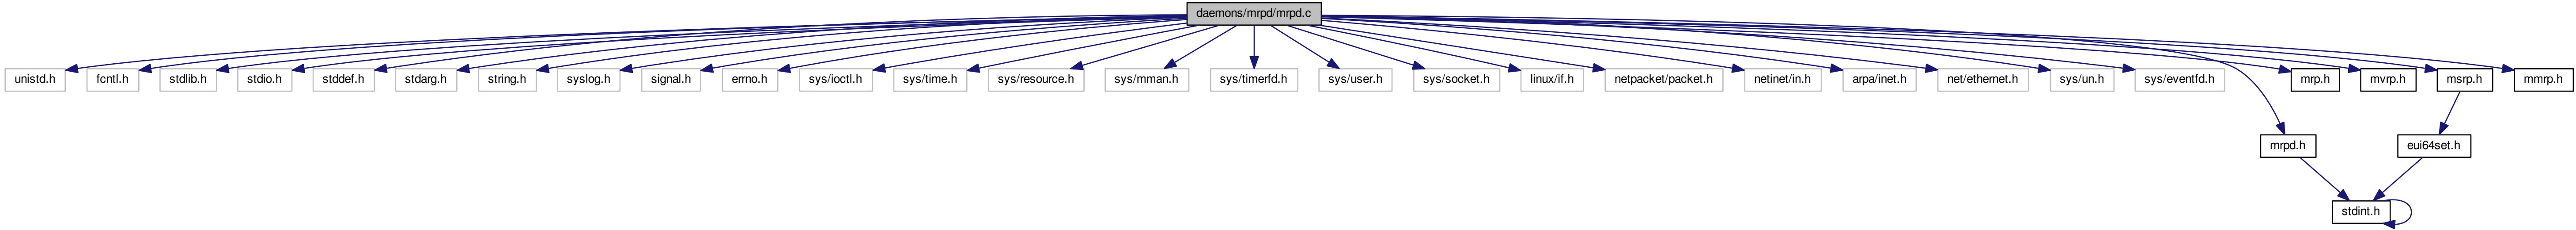 daemons/mrpd/mrpd.c
unistd.h
fcntl.h
stdlib.h
stdio.h
stddef.h
stdarg.h
string.h
syslog.h
signal.h
errno.h
sys/ioctl.h
sys/time.h
sys/resource.h
sys/mman.h
sys/timerfd.h
sys/user.h
sys/socket.h
linux/if.h
netpacket/packet.h
netinet/in.h
arpa/inet.h
net/ethernet.h
sys/un.h
sys/eventfd.h
mrp.h
mvrp.h
msrp.h
mmrp.h
mrpd.h
eui64set.h
stdint.h